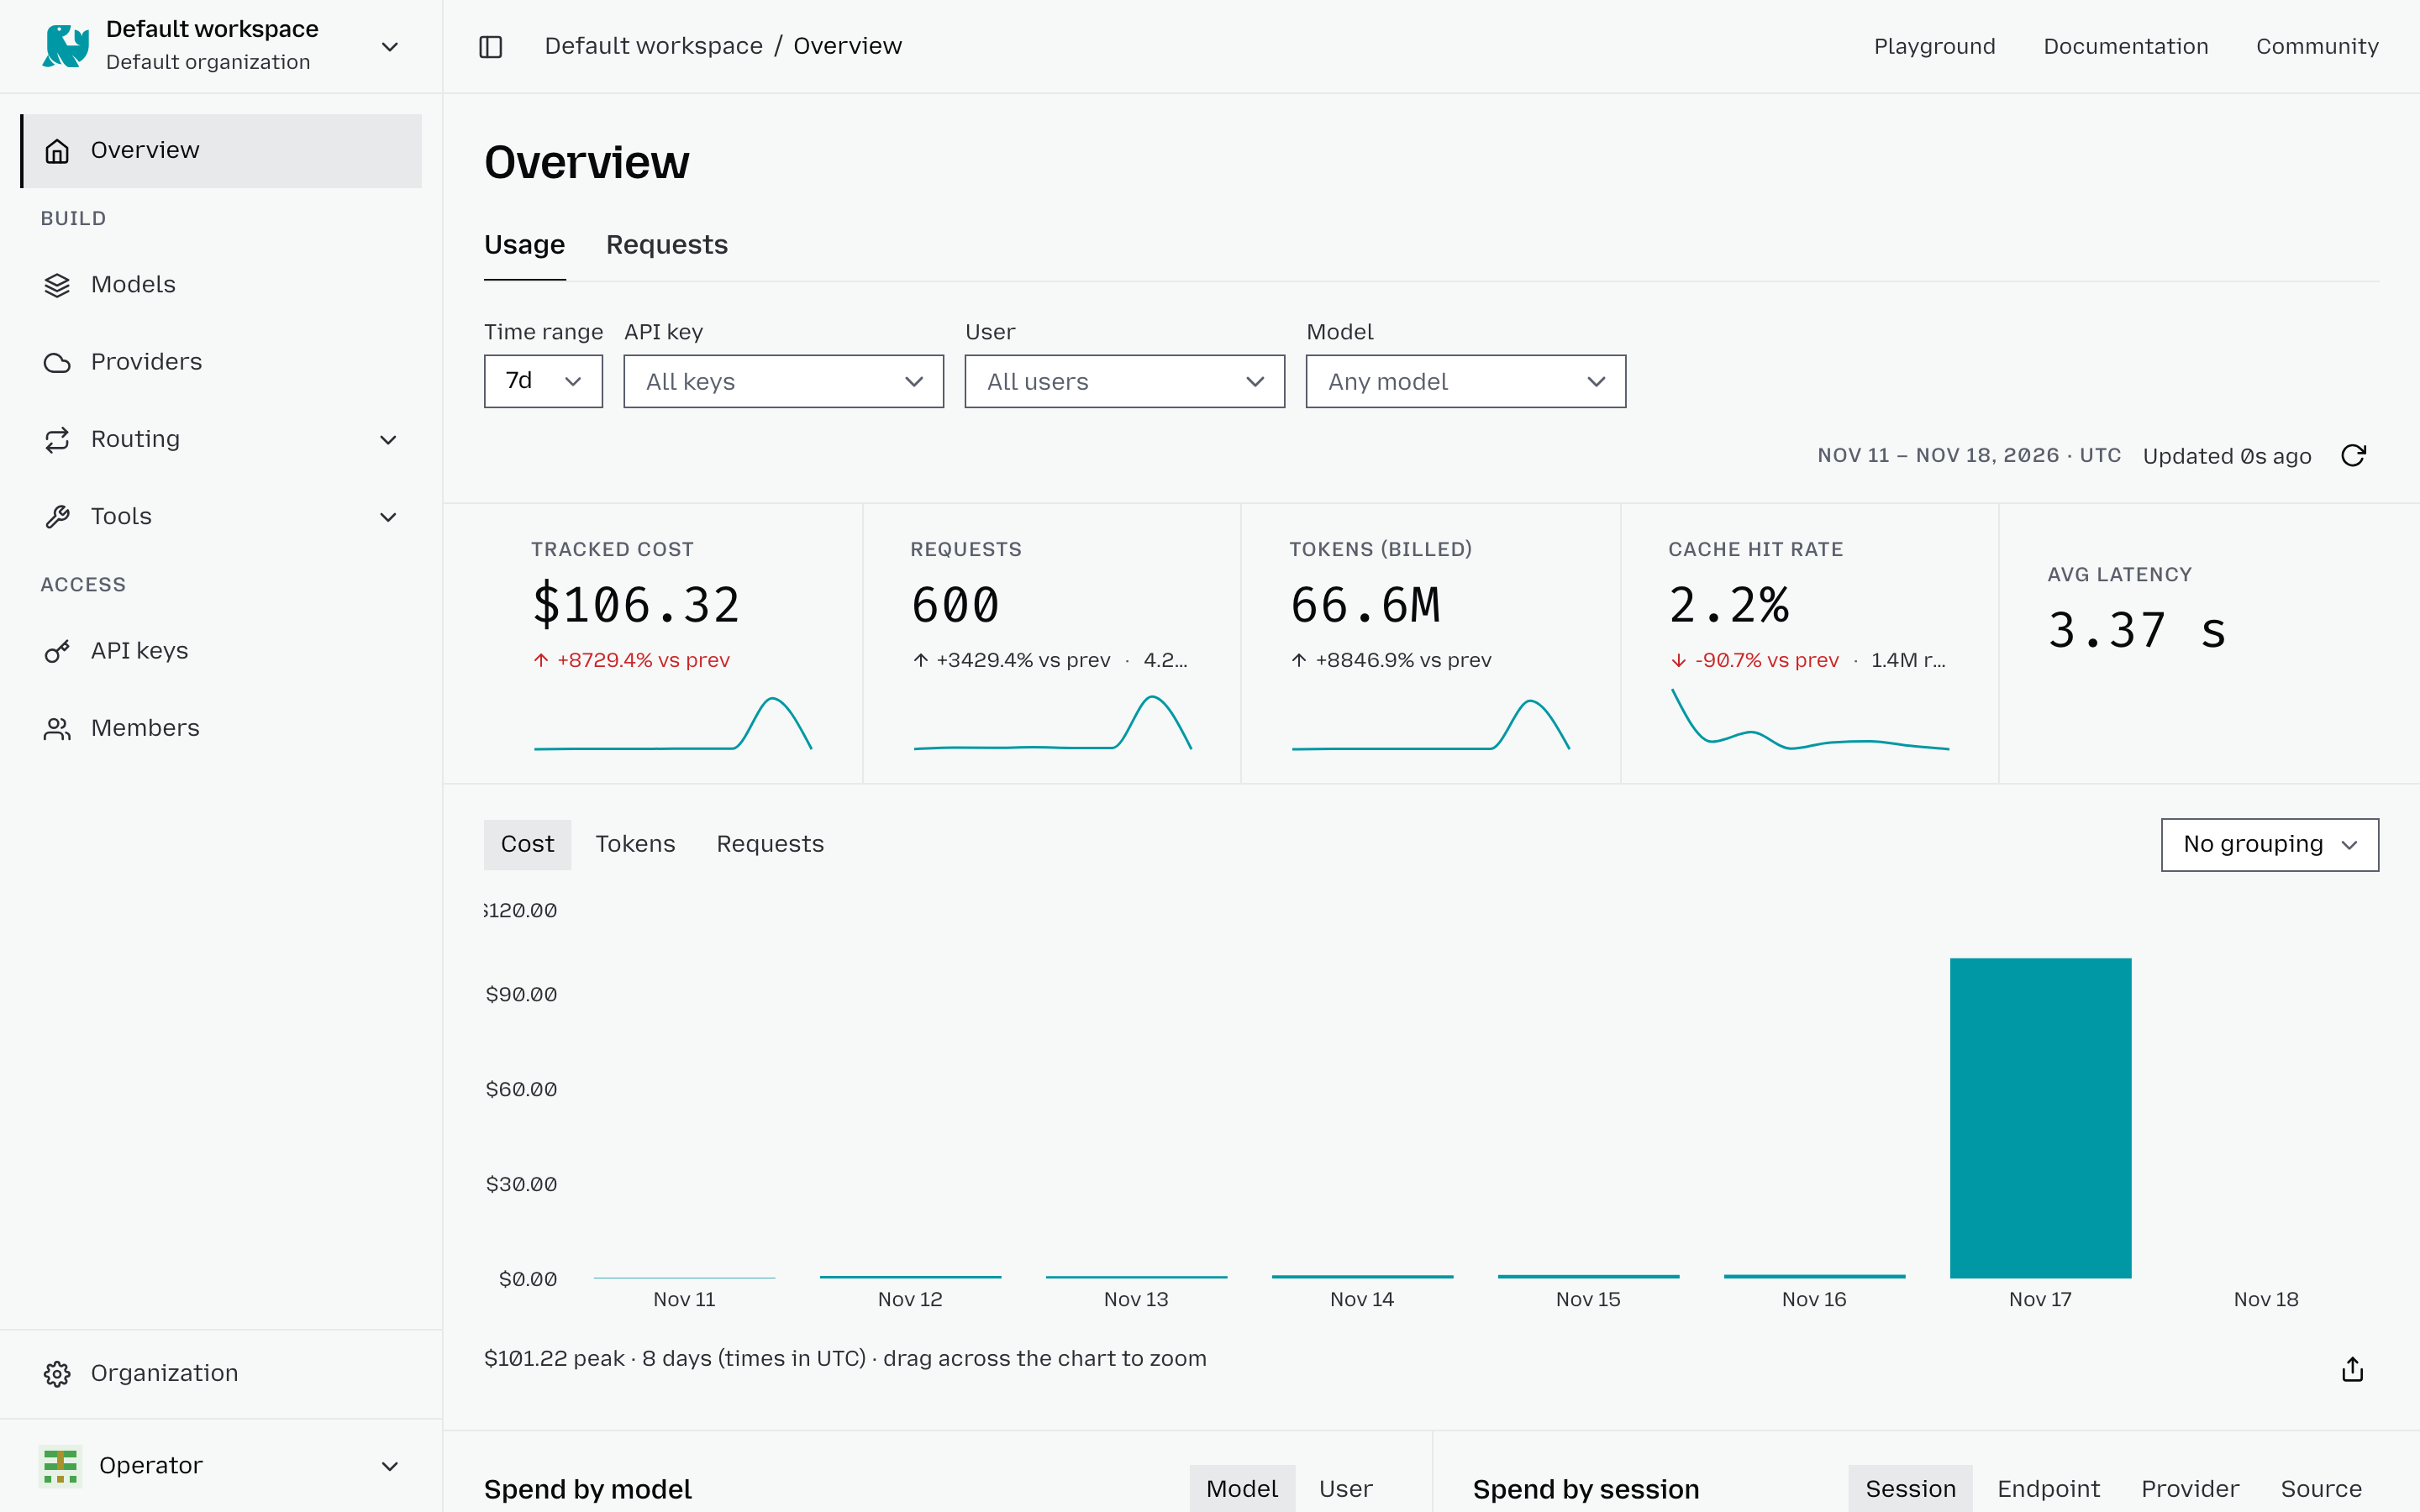 Default workspace
Default organization
Default workspace / Overview
Playground
Documentation
Community
Overview
BUILD
Models
Providers
Routing
Tools
ACCESS
API keys
Members
Organization
Operator
Overview
Usage
Requests
Time range
API key
User
Model
7d
All keys
All users
Any model
NOV 11 – NOV 18, 2026 · UTC
Updated 0s ago
TRACKED COST
$106.32
+8729.4% vs prev
REQUESTS
600
+3429.4% vs prev · 4.2...
TOKENS (BILLED)
66.6M
+8846.9% vs prev
CACHE HIT RATE
2.2%
-90.7% vs prev · 1.4M r...
AVG LATENCY
3.37 s
Cost
Tokens
Requests
No grouping
$120.00
$90.00
$60.00
$30.00
$0.00
Nov 11
Nov 12
Nov 13
Nov 14
Nov 15
Nov 16
Nov 17
Nov 18
$101.22 peak · 8 days (times in UTC) · drag across the chart to zoom
Spend by model
Model
User
Spend by session
Session
Endpoint
Provider
Source